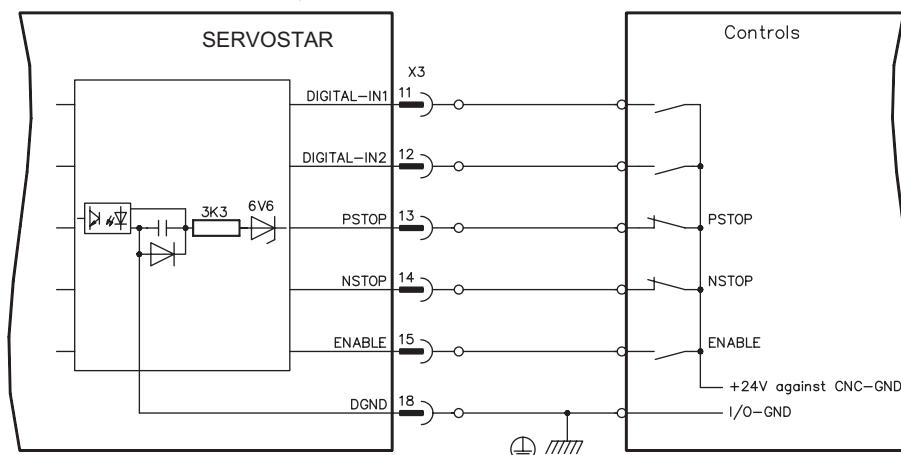 SERVOSTAR
Controls
X3
DIGITAL-IN1 11
DIGITAL-IN2 12
3K3 6V6
PSTOP 13 PSTOP
NSTOP 14 NSTOP
ENABLE 15 ENABLE
+24V against CNC-GND
DGND 18 I/O-GND